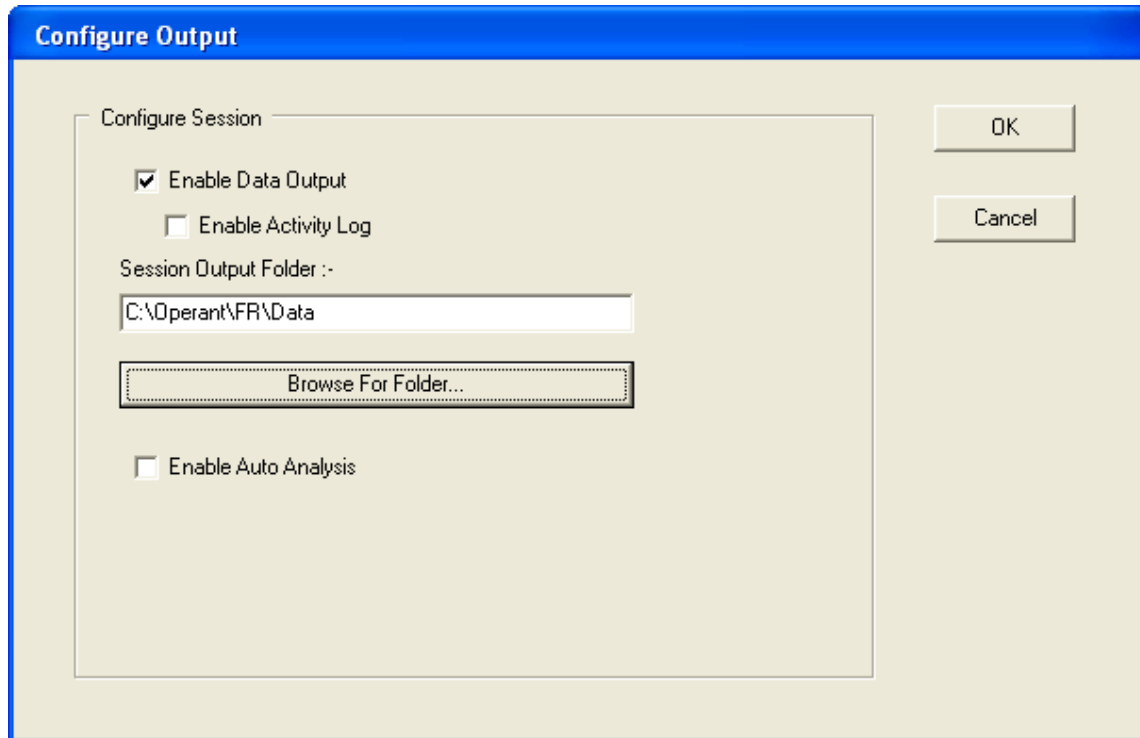 Configure Output
Configure Session
OK
Enable Data Output
Enable Activity Log
Cancel
Session Output Folder :-
C:\Operant\FR\Data
Browse For Folder...
Enable Auto Analysis